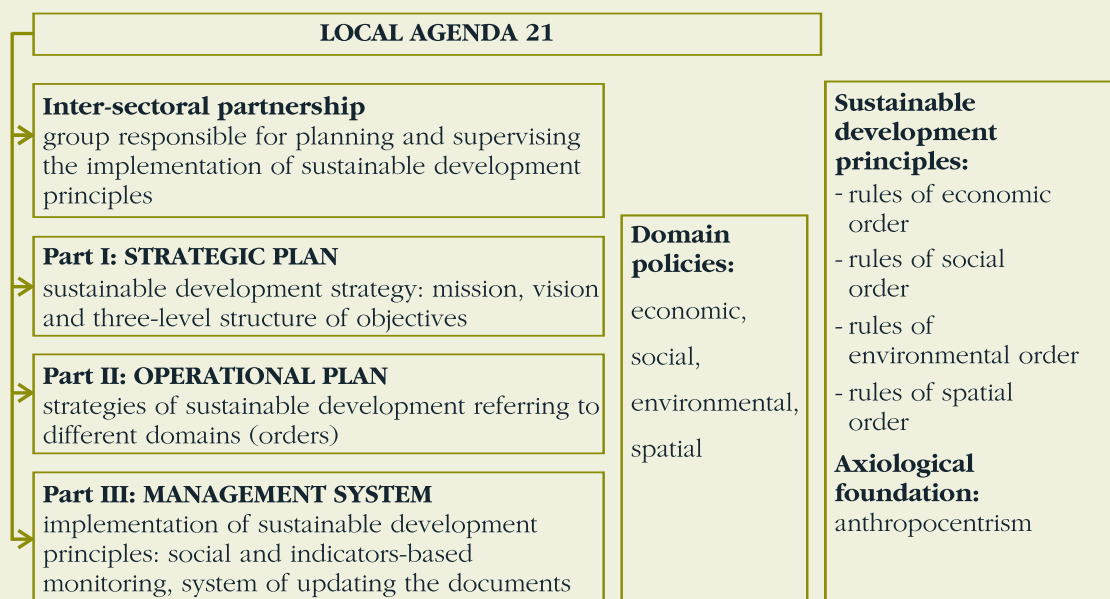 LOCAL AGENDA 21
Inter-sectoral partnership
group responsible for planning and supervising
the implementation of sustainable development
principles
Part I: STRATEGIC PLAN
sustainable development strategy: mission, vision
and three-level structure of objectives
Part II: OPERATIONAL PLAN
strategies of sustainable development referring to
different domains (orders)
Part III: MANAGEMENT SYSTEM
implementation of sustainable development
principles: social and indicators-based
monitoring, system of updating the documents
Domain
policies:
economic,
social,
environmental,
spatial
Sustainable
development
principles:
- rules of economic
order
- rules of social
order
- rules of
environmental order
- rules of spatial
order
Axiological
foundation:
anthropocentrism